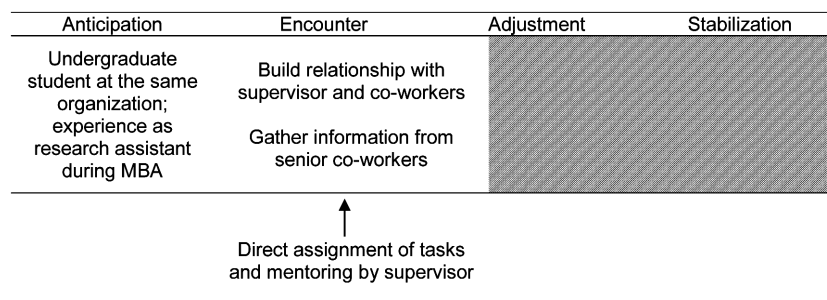 Anticipation Encounter Adjustment Stabilization
Undergraduate
student at the same
organization;
experience as
research assistant
during MBA
Build relationship with
supervisor and co-workers
Gather information from
senior co-workers
Direct assignment of tasks
and mentoring by supervisor